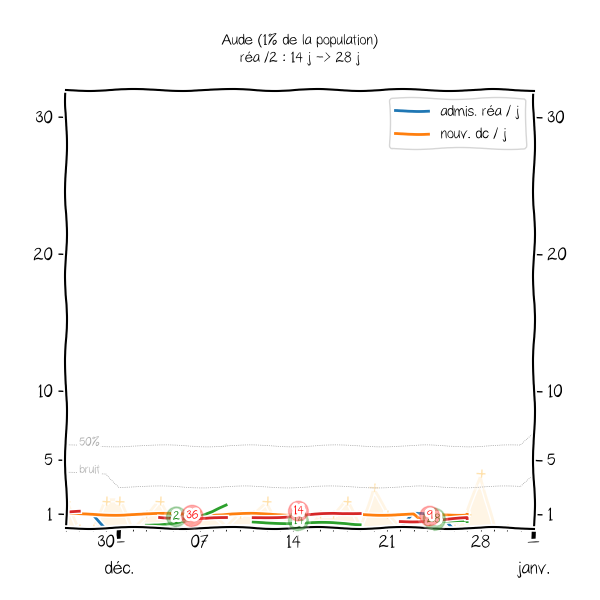 Aude (1% de la population)
réa /2 : 14 j -> 28 j
admis. réa / j
nouv. dc / j
30 30
20 20
10 10
50%
5 5
bruit
1 2 36 14 14 9 1
30 07 14 21 28
déc. janv.